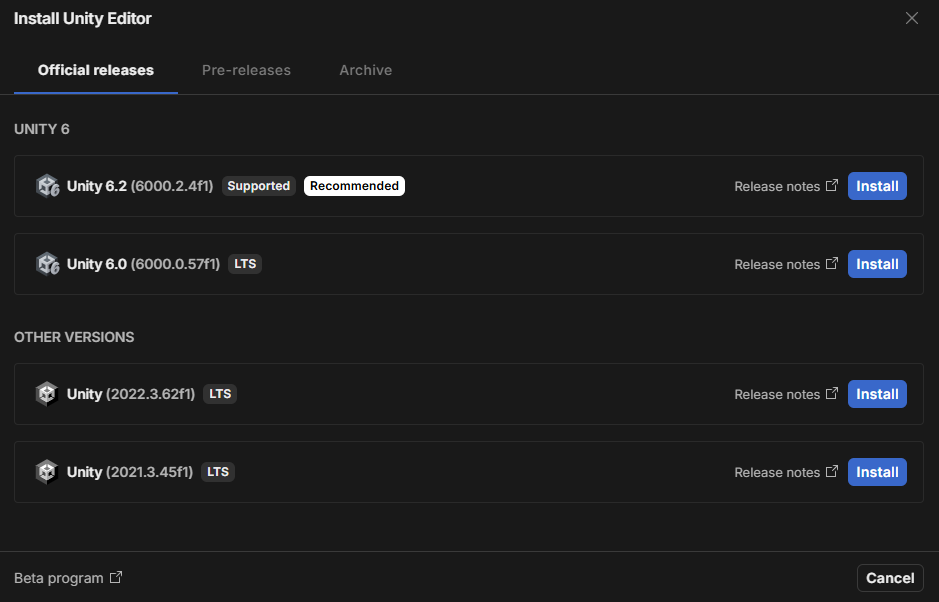 Install Unity Editor
Official releases Pre-releases Archive
UNITY 6
Unity 6.2 (6000.2.4f1) Supported Recommended Release notes Install
Unity 6.0 (6000.0.57f1) LTS Release notes Install
OTHER VERSIONS
Unity (2022.3.62f1) LTS Release notes Install
Unity (2021.3.45f1) LTS Release notes Install
Beta program Cancel